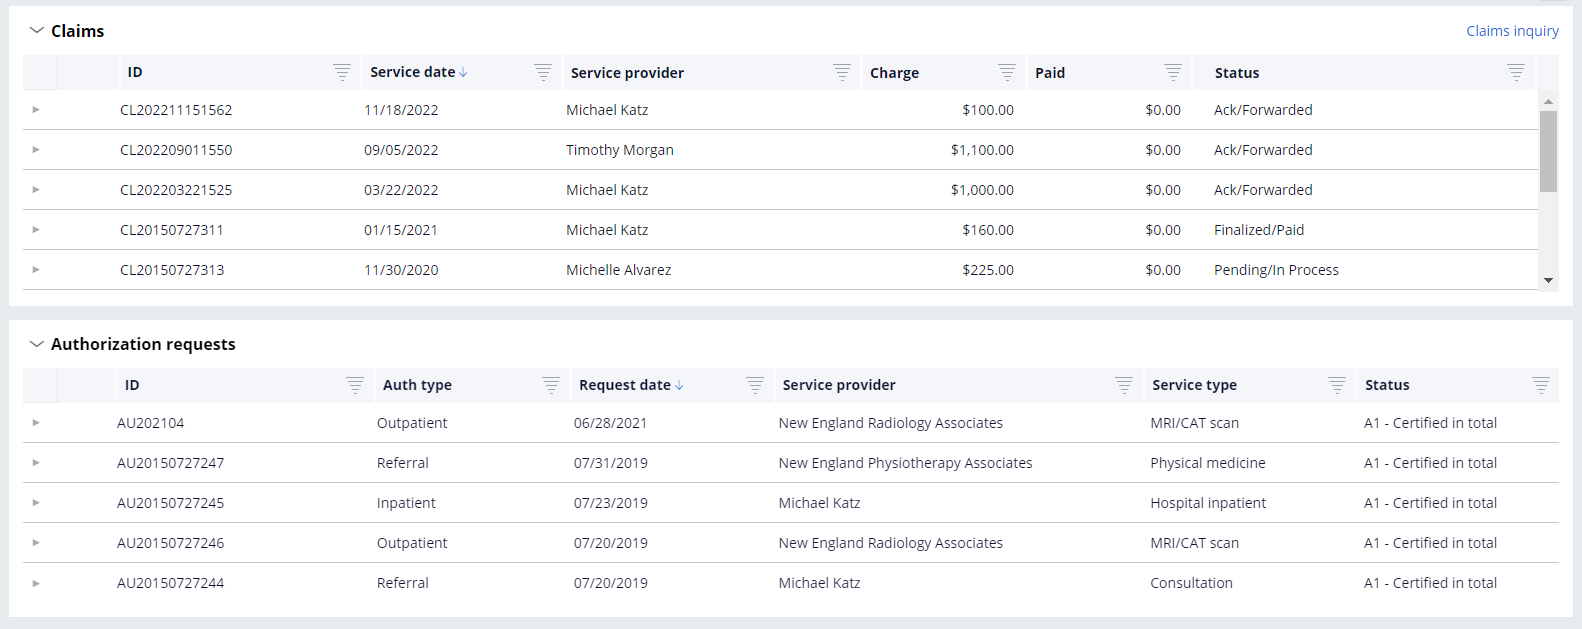 Claims Claims inquiry
ID Service date Service provider Charge Paid Status
CL202211151562 11/18/2022 Michael Katz $100.00 $0.00 Ack/Forwarded
CL202209011550 09/05/2022 Timothy Morgan $1,100.00 $0.00 Ack/Forwarded
CL202203221525 03/22/2022 Michael Katz $1,000.00 $0.00 Ack/Forwarded
CL20150727311 01/15/2021 Michael Katz $160.00 $0.00 Finalized/Paid
CL20150727313 11/30/2020 Michelle Alvarez $225.00 $0.00 Pending/In Process
Authorization requests
ID Auth type Request date Service provider Service type Status
AU202104 Outpatient 06/28/2021 New England Radiology Associates MRI/CAT scan A1 - Certified in total
AU20150727247 Referral 07/31/2019 New England Physiotherapy Associates Physical medicine A1 - Certified in total
AU20150727245 Inpatient 07/23/2019 Michael Katz Hospital inpatient A1 - Certified in total
AU20150727246 Outpatient 07/20/2019 New England Radiology Associates MRI/CAT scan A1 - Certified in total
AU20150727244 Referral 07/20/2019 Michael Katz Consultation A1 - Certified in total